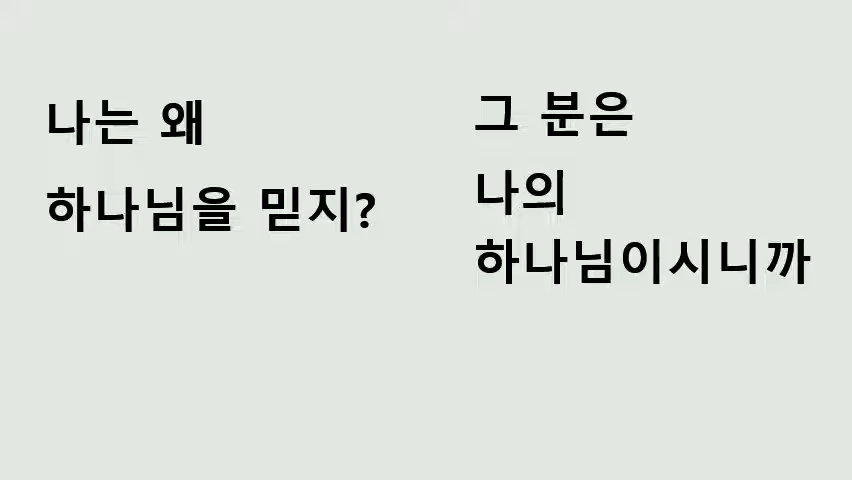 나는 왜
하나님을 믿지?
그 분은
나의
하나님이시니까